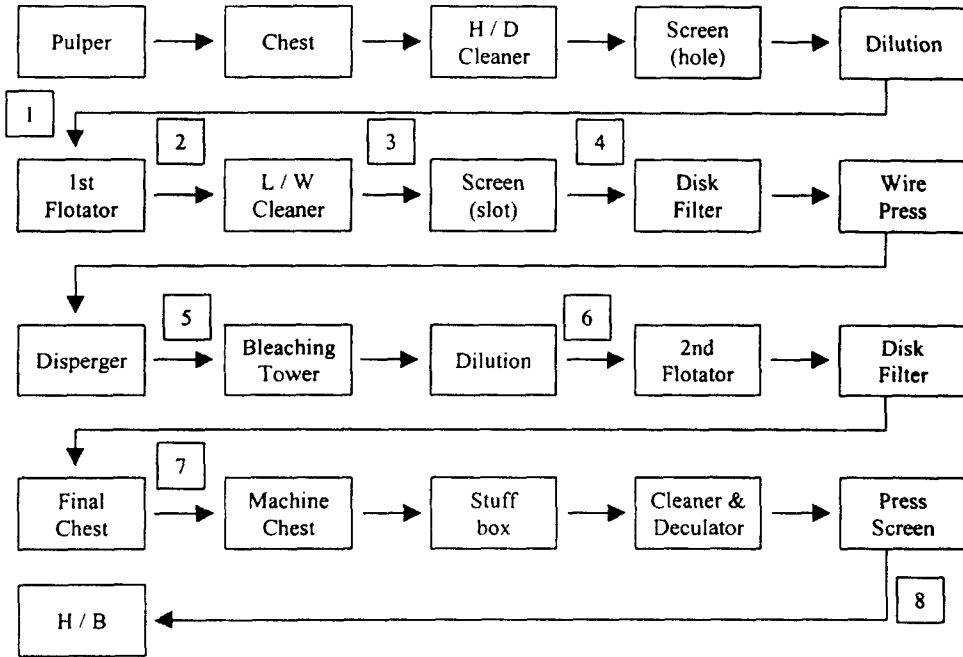 Pulper
Chest
H / D
Cleaner
Screen
(hole)
Dilution
1
2
3
4
1st
Flotator
L / W
Cleaner
Screen
(slot)
Disk
Filter
Wire
Press
5
6
Disperger
Bleaching
Tower
Dilution
2nd
Flotator
Disk
Filter
7
Final
Chest
Machine
Chest
Stuff
box
Cleaner &
Deculator
Press
Screen
8
H / B